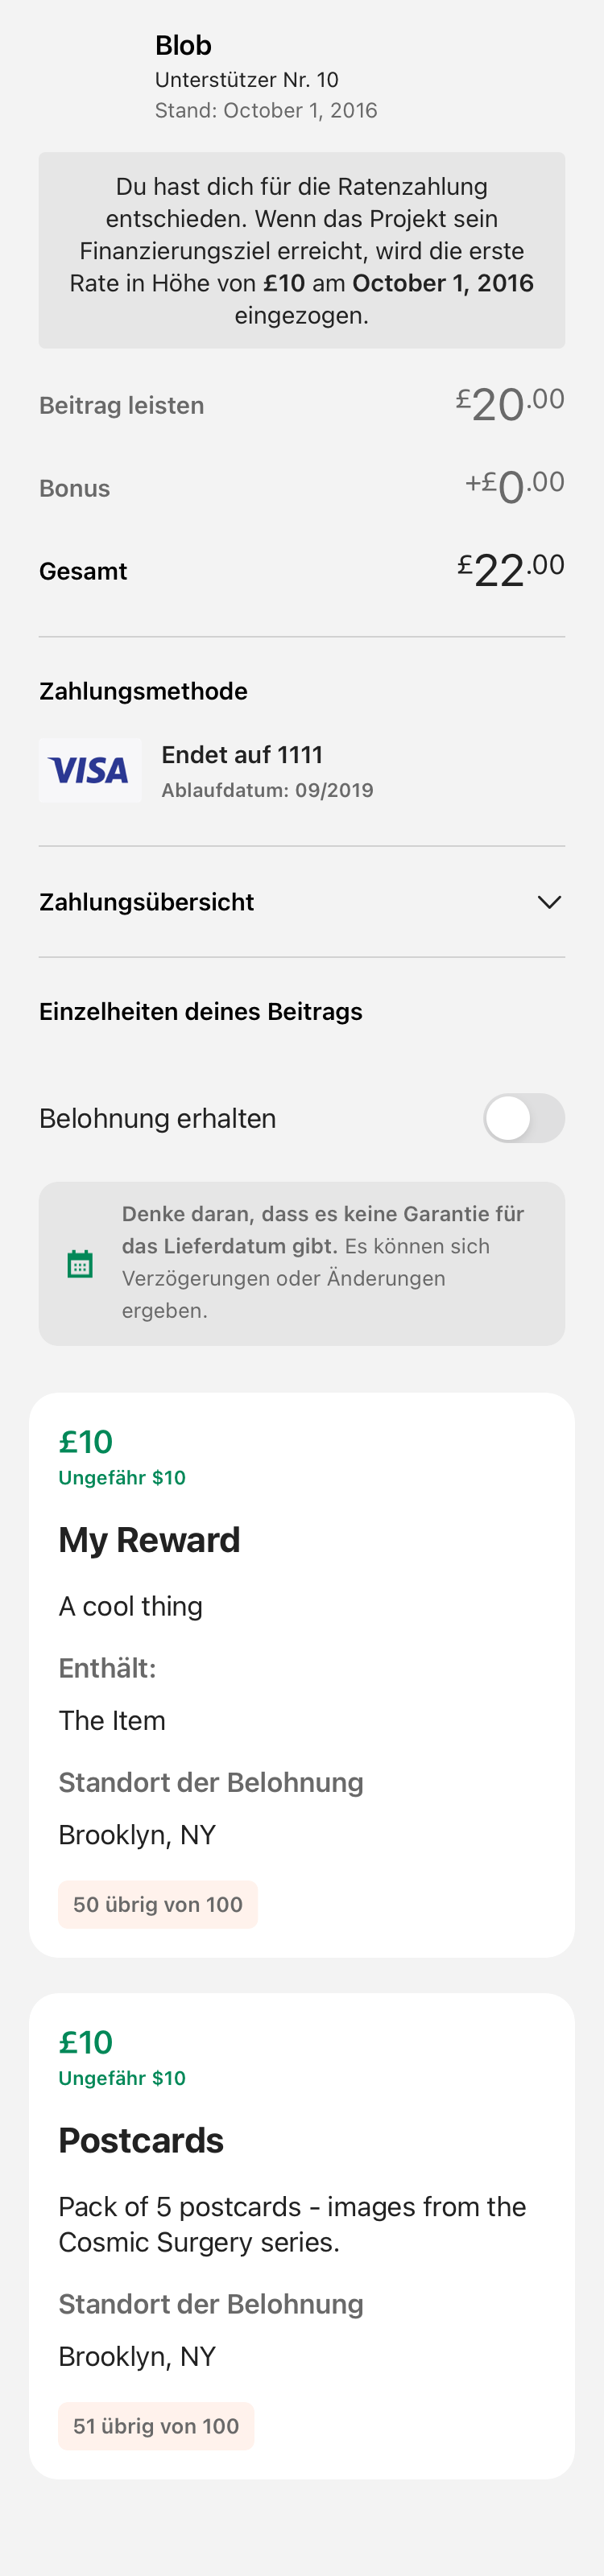 Blob
Unterstützer Nr. 10
Stand: October 1, 2016
Du hast dich für die Ratenzahlung
entschieden. Wenn das Projekt sein
Finanzierungsziel erreicht, wird die erste
Rate in Höhe von £10 am October 1, 2016
eingezogen.
Beitrag leisten £20.00
Bonus +£0.00
Gesamt £22.00
Zahlungsmethode
VISA
Endet auf 1111
Ablaufdatum: 09/2019
Zahlungsübersicht
Einzelheiten deines Beitrags
Belohnung erhalten
Denke daran, dass es keine Garantie für
das Lieferdatum gibt. Es können sich
Verzögerungen oder Änderungen
ergeben.
£10
Ungefähr $10
My Reward
A cool thing
Enthält:
The Item
Standort der Belohnung
Brooklyn, NY
50 übrig von 100
£10
Ungefähr $10
Postcards
Pack of 5 postcards - images from the
Cosmic Surgery series.
Standort der Belohnung
Brooklyn, NY
51 übrig von 100